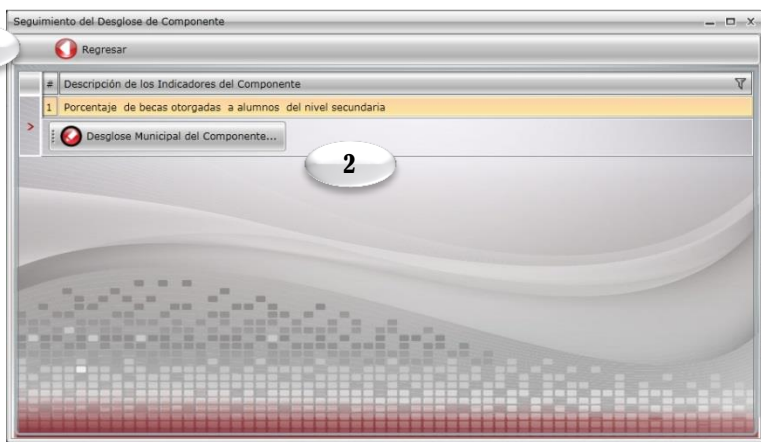 Seguimiento del Desglose de Componente
Regresar
# Descripción de los Indicadores del Componente
1 Porcentaje de becas otorgadas a alumnos del nivel secundaria
Desglose Municipal del Componente...
2